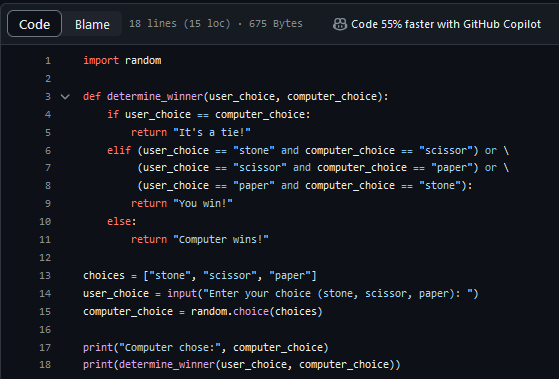 Code Blame 18 lines (15 loc) · 675 Bytes Code 55% faster with GitHub Copilot
1 import random
2
3 def determine_winner(user_choice, computer_choice):
4     if user_choice == computer_choice:
5         return "It's a tie!"
6     elif (user_choice == "stone" and computer_choice == "scissor") or \
7          (user_choice == "scissor" and computer_choice == "paper") or \
8          (user_choice == "paper" and computer_choice == "stone"):
9         return "You win!"
10     else:
11         return "Computer wins!"
12
13 choices = ["stone", "scissor", "paper"]
14 user_choice = input("Enter your choice (stone, scissor, paper): ")
15 computer_choice = random.choice(choices)
16
17 print("Computer chose:", computer_choice)
18 print(determine_winner(user_choice, computer_choice))